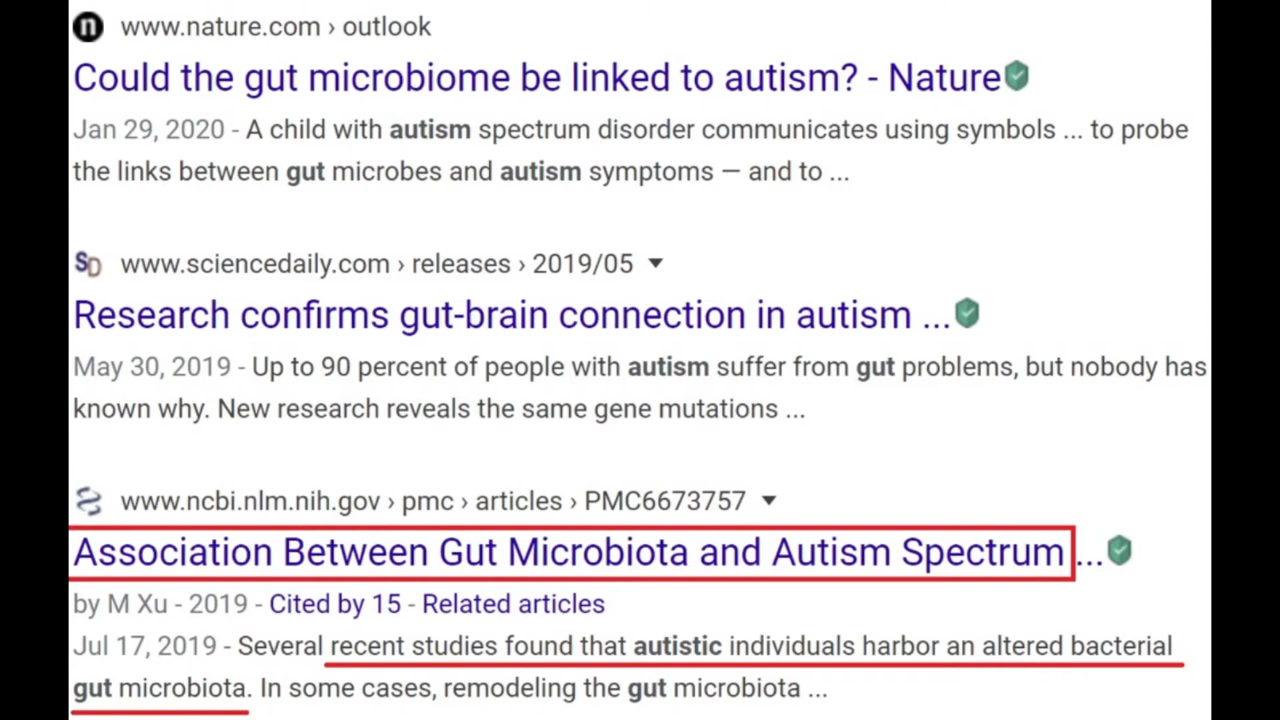 n www.nature.com › outlook
Could the gut microbiome be linked to autism? - Nature
Jan 29, 2020 - A child with autism spectrum disorder communicates using symbols ... to probe
the links between gut microbes and autism symptoms — and to ...
SD www.sciencedaily.com › releases › 2019/05
Research confirms gut-brain connection in autism ...
May 30, 2019 - Up to 90 percent of people with autism suffer from gut problems, but nobody has
known why. New research reveals the same gene mutations ...
www.ncbi.nlm.nih.gov › pmc › articles › PMC6673757
Association Between Gut Microbiota and Autism Spectrum ...
by M Xu - 2019 - Cited by 15 - Related articles
Jul 17, 2019 - Several recent studies found that autistic individuals harbor an altered bacterial
gut microbiota. In some cases, remodeling the gut microbiota ...